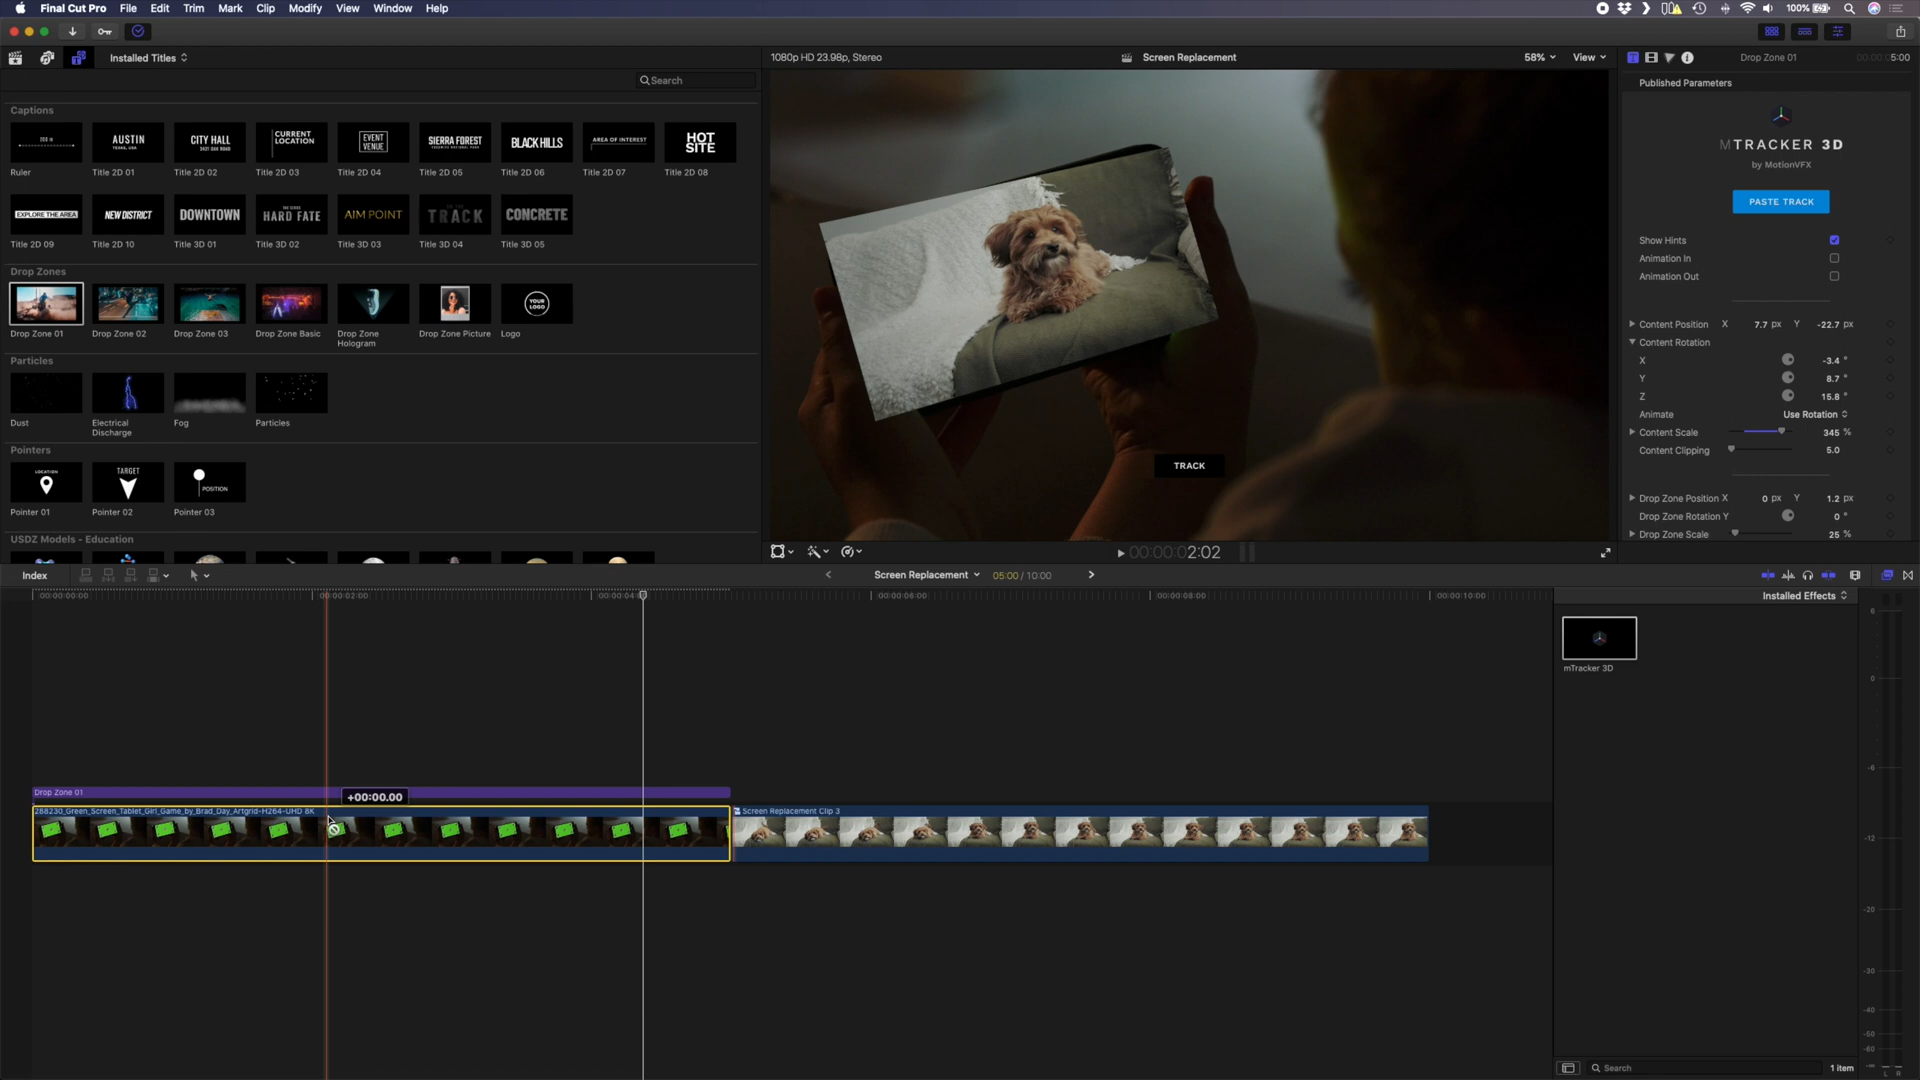 Final Cut Pro File Edit Trim Mark Clip Modify View Window Help 100%
Installed Titles
1080p HD 23.98p, Stereo Screen Replacement 58% View
Drop Zone 01 5:00
Search
Published Parameters
Captions
TRACK
MTRACKER 3D
by MotionVFX
PASTE TRACK
AUSTIN
TEXAS, USA
CITY HALL
CURRENT LOCATION
EVENT VENUE
SIERRA FOREST
BLACK HILLS
AREA OF INTEREST
HOT SITE
Ruler Title 2D 01 Title 2D 02 Title 2D 03 Title 2D 04 Title 2D 05 Title 2D 06 Title 2D 07 Title 2D 08
EXPLORE THE AREA NEW DISTRICT DOWNTOWN HARD FATE AIM POINT TRACK CONCRETE
Title 2D 09 Title 2D 10 Title 3D 01 Title 3D 02 Title 3D 03 Title 3D 04 Title 3D 05
Drop Zones
YOUR LOGO
Drop Zone 01 Drop Zone 02 Drop Zone 03 Drop Zone Basic Drop Zone Hologram Drop Zone Picture Logo
Particles
Dust Electrical Discharge Fog Particles
Pointers
LOCATION TARGET POSITION
Pointer 01 Pointer 02 Pointer 03
USDZ Models - Education
Show Hints
Animation In
Animation Out
Content Position X 7.7 px Y -22.7 px
Content Rotation
X -3.4 °
Y 8.7 °
Z 15.8 °
Animate Use Rotation
Content Scale 345 %
Content Clipping 5.0
Drop Zone Position X 0 px Y 1.2 px
Drop Zone Rotation Y 0 °
Drop Zone Scale 25 %
00:00:00:02:02
Index
Screen Replacement 05:00 / 10:00
00:00:00:00 00:00:02:00 00:00:04:0 00:00:06:00 00:00:08:00 00:00:10:00
Installed Effects
mTracker 3D
Drop Zone 01
+00:00.00
288230_Green_Screen_Tablet_Girl_Game_by_Brad_Day_Artgrid-H264-UHD 8K
Screen Replacement Clip 3
6
0
-6
-12
-20
-30
-40
-50
-60
-∞
L R
Search 1 item